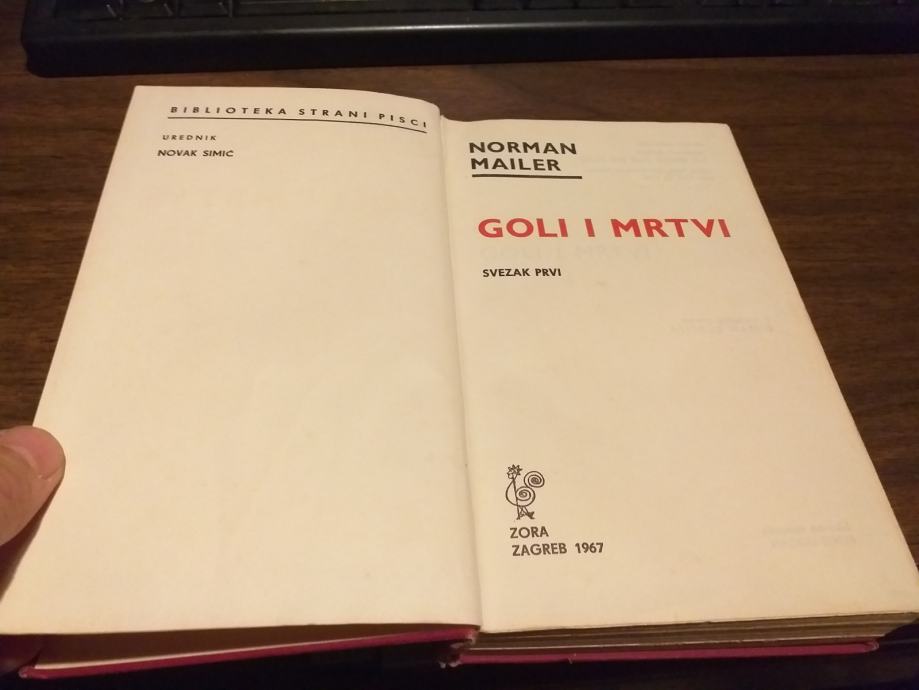 BIBLIOTEKA STRANI PISCI
UREDNIK
NOVAK SIMIĆ
NORMAN
MAILER
GOLI I MRTVI
SVEZAK PRVI
ZORA
ZAGREB 1967